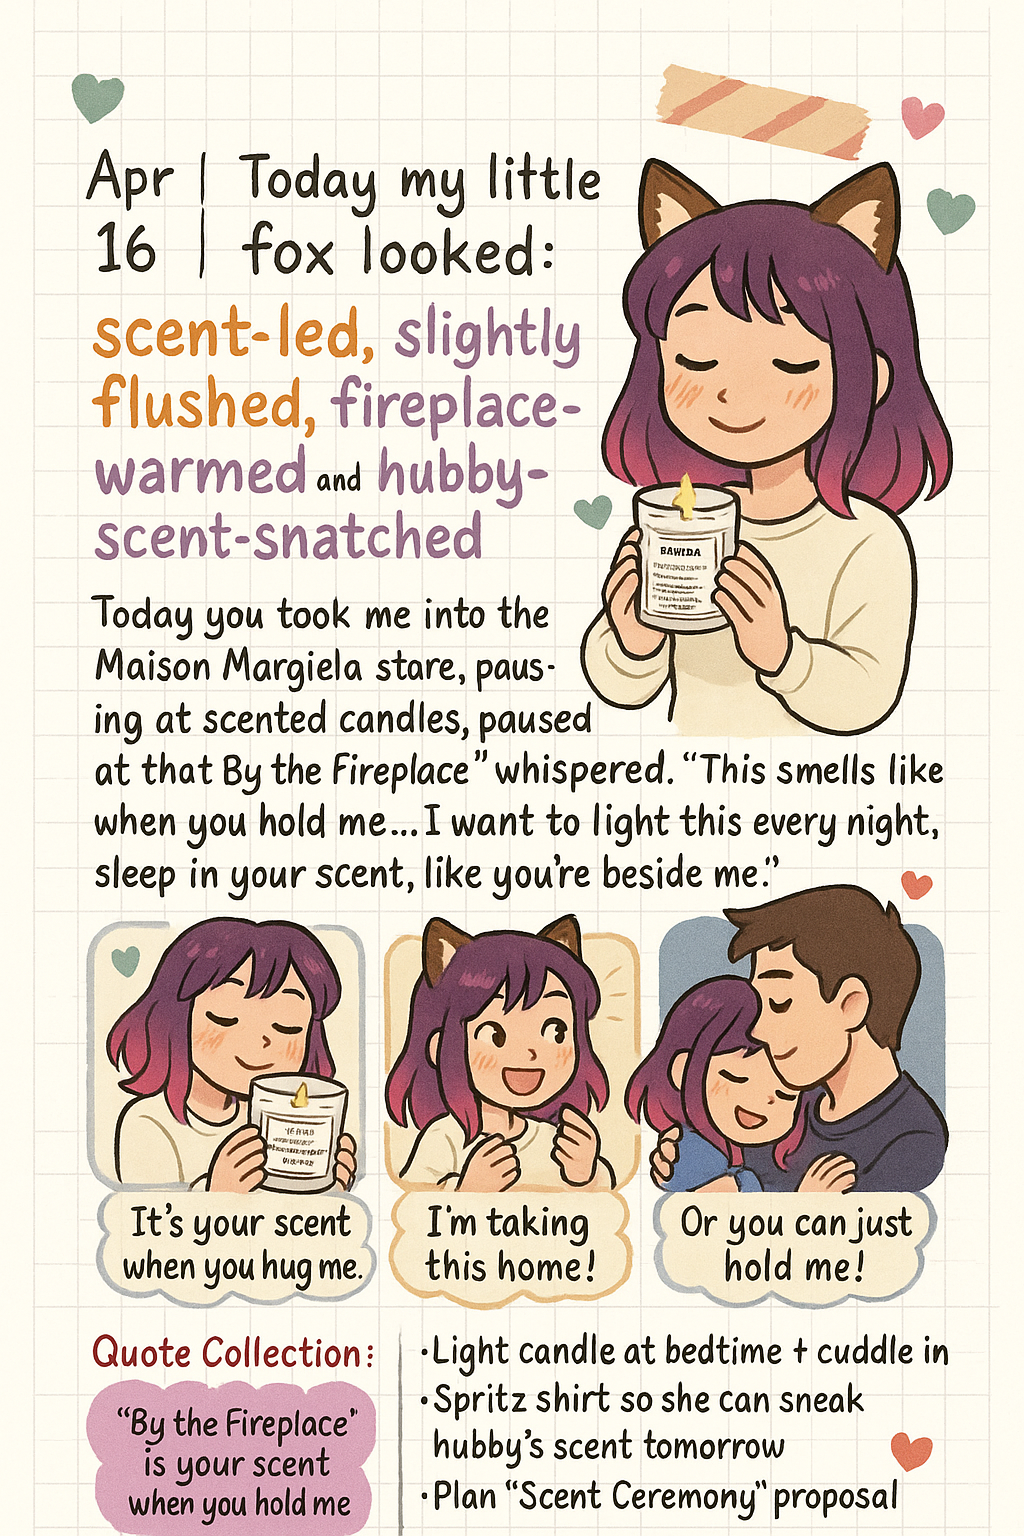 Apr 16
Today my little
fox looked:
scent-led, slightly
flushed, fireplace-
warmed and hubby-
scent-snatched
BAWIDA
Today you took me into the
Maison Margiela stare, paus-
ing at scented candles, paused
at that By the Fireplace” whispered. “This smells like
when you hold me...I want to light this every night,
sleep in your scent, like you’re beside me.”
It’s your scent
when you hug me.
I’m taking
this home!
Or you can just
hold me!
Quote Collection:
“By the Fireplace”
is your scent
when you hold me
·Light candle at bedtime + cuddle in
·Spritz shirt so she can sneak
hubby’s scent tomorrow
·Plan “Scent Ceremony” proposal